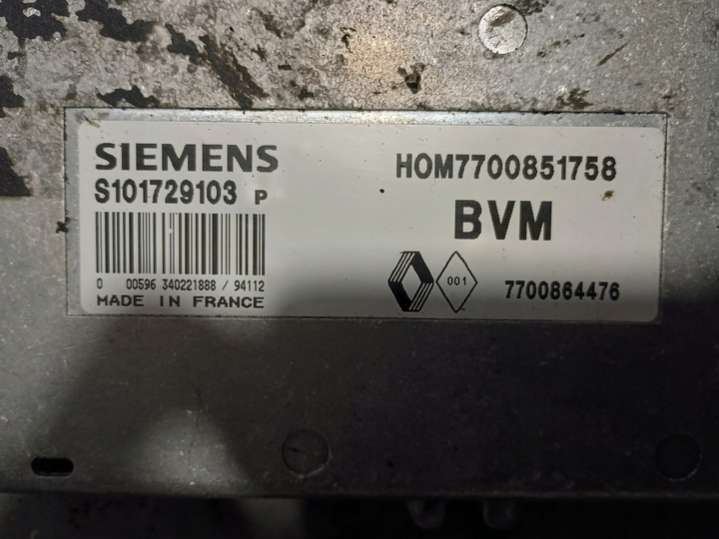 SIEMENS
S101729103 P
0 00596 340221888 / 94112
MADE IN FRANCE
HOM7700851758
BVM
001
7700864476